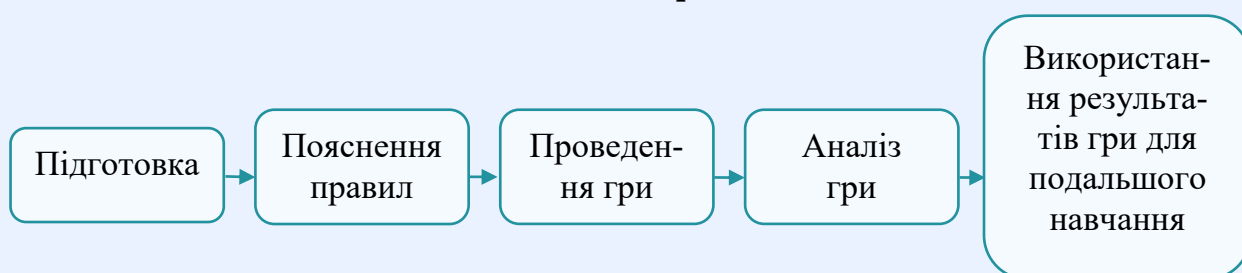 Підготовка
Пояснення
правил
Проведен-
ня гри
Аналіз
гри
Використан-
ня результа-
тів гри для
подальшого
навчання